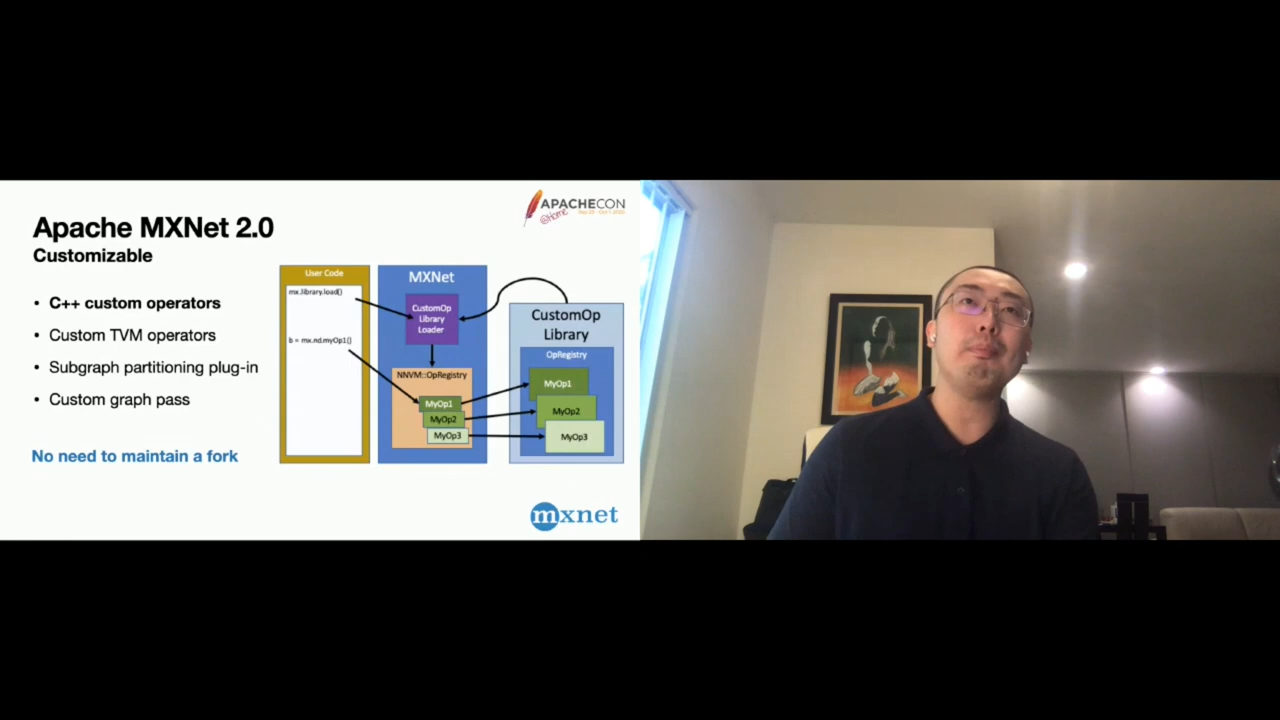 APACHECON
@Home
Apache MXNet 2.0
Customizable
• C++ custom operators
• Custom TVM operators
• Subgraph partitioning plug-in
• Custom graph pass
No need to maintain a fork
User Code
mx.library.load()
b = mx.nd.myOp1()
MXNet
CustomOp
Library
Loader
NNVM::OpRegistry
MyOp1
MyOp2
MyOp3
CustomOp
Library
OpRegistry
MyOp1
MyOp2
MyOp3
mxnet